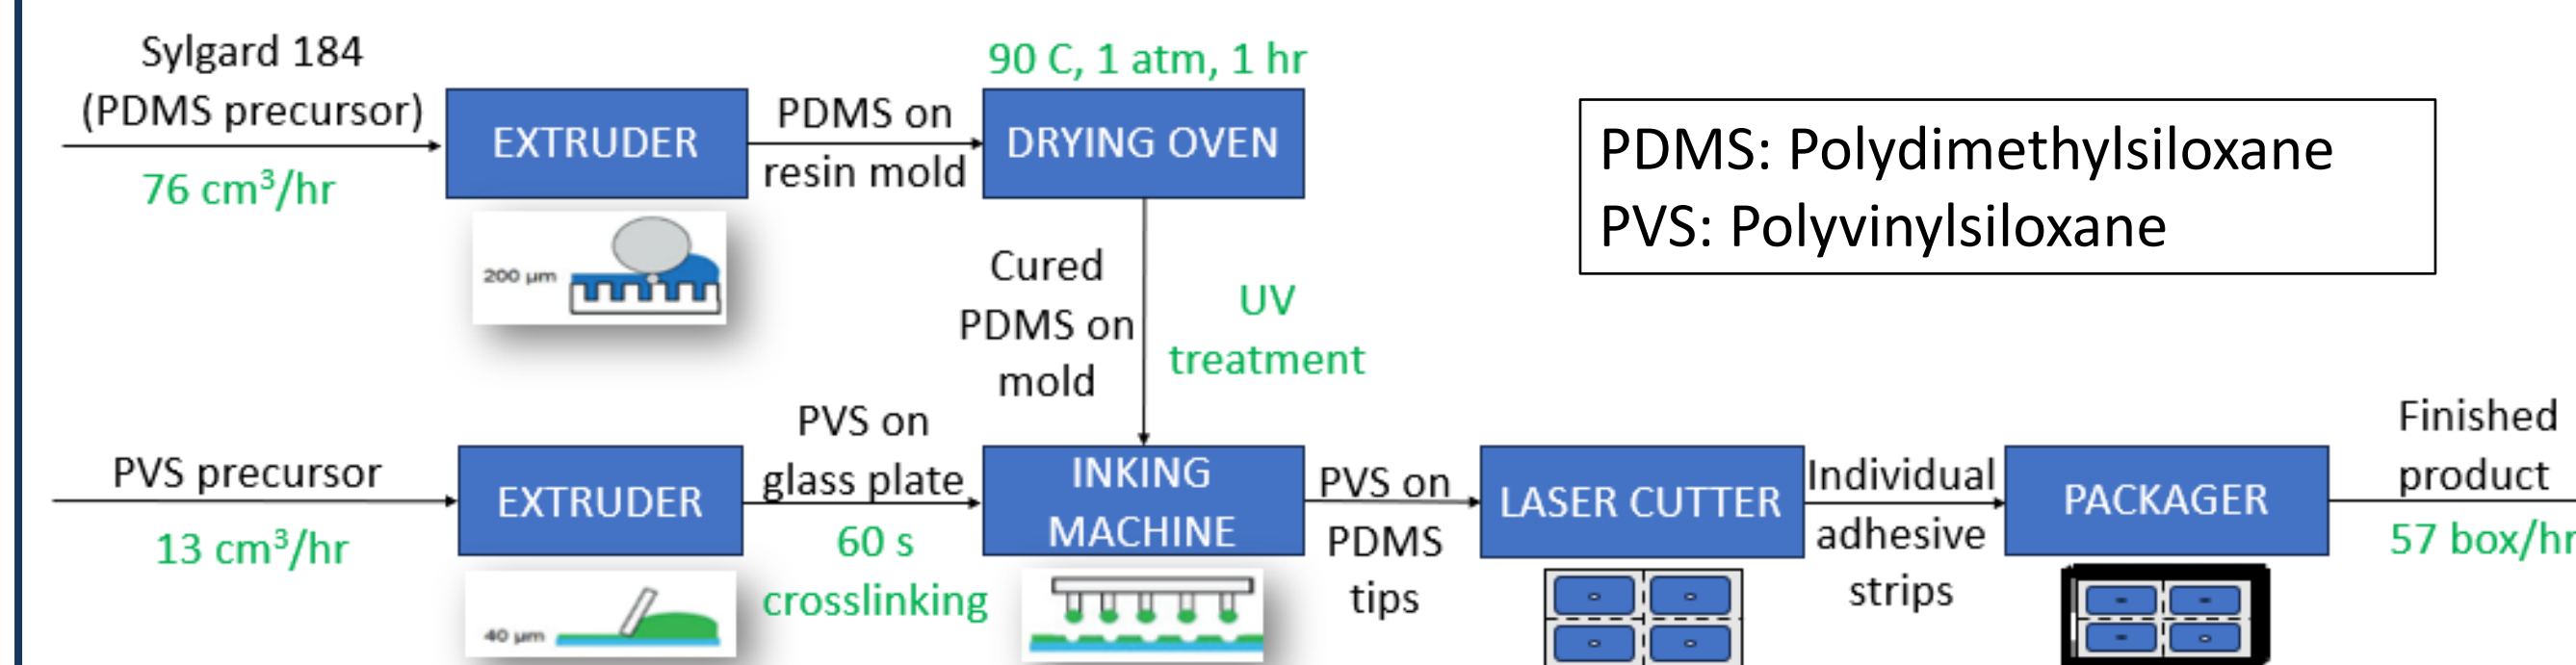 Sylgard 184
(PDMS precursor)
76 cm³/hr
EXTRUDER
200 μm
PDMS on
resin mold
90 C, 1 atm, 1 hr
DRYING OVEN
Cured
PDMS on
mold
UV
treatment
PDMS: Polydimethylsiloxane
PVS: Polyvinylsiloxane
PVS precursor
13 cm³/hr
EXTRUDER
40 μm
PVS on
glass plate
60 s
crosslinking
INKING
MACHINE
PVS on
PDMS
tips
LASER CUTTER
Individual
adhesive
strips
PACKAGER
Finished
product
57 box/hr